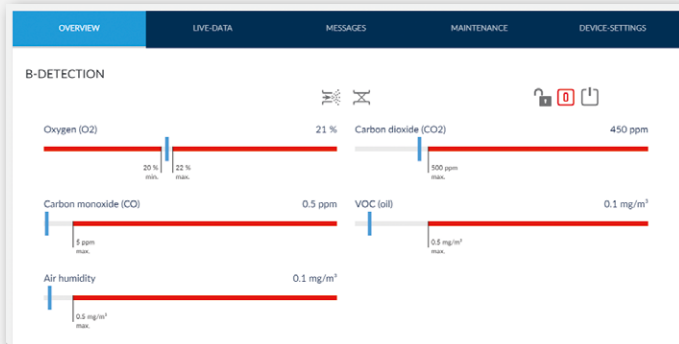 OVERVIEW LIVE-DATA MESSAGES MAINTENANCE DEVICE-SETTINGS
B-DETECTION
Oxygen (O2) 21 %
20 % min.
22 % max.
Carbon dioxide (CO2) 450 ppm
500 ppm max.
Carbon monoxide (CO) 0.5 ppm
5 ppm max.
VOC (oil) 0.1 mg/m³
0.5 mg/m³ max.
Air humidity 0.1 mg/m³
0.5 mg/m³ max.